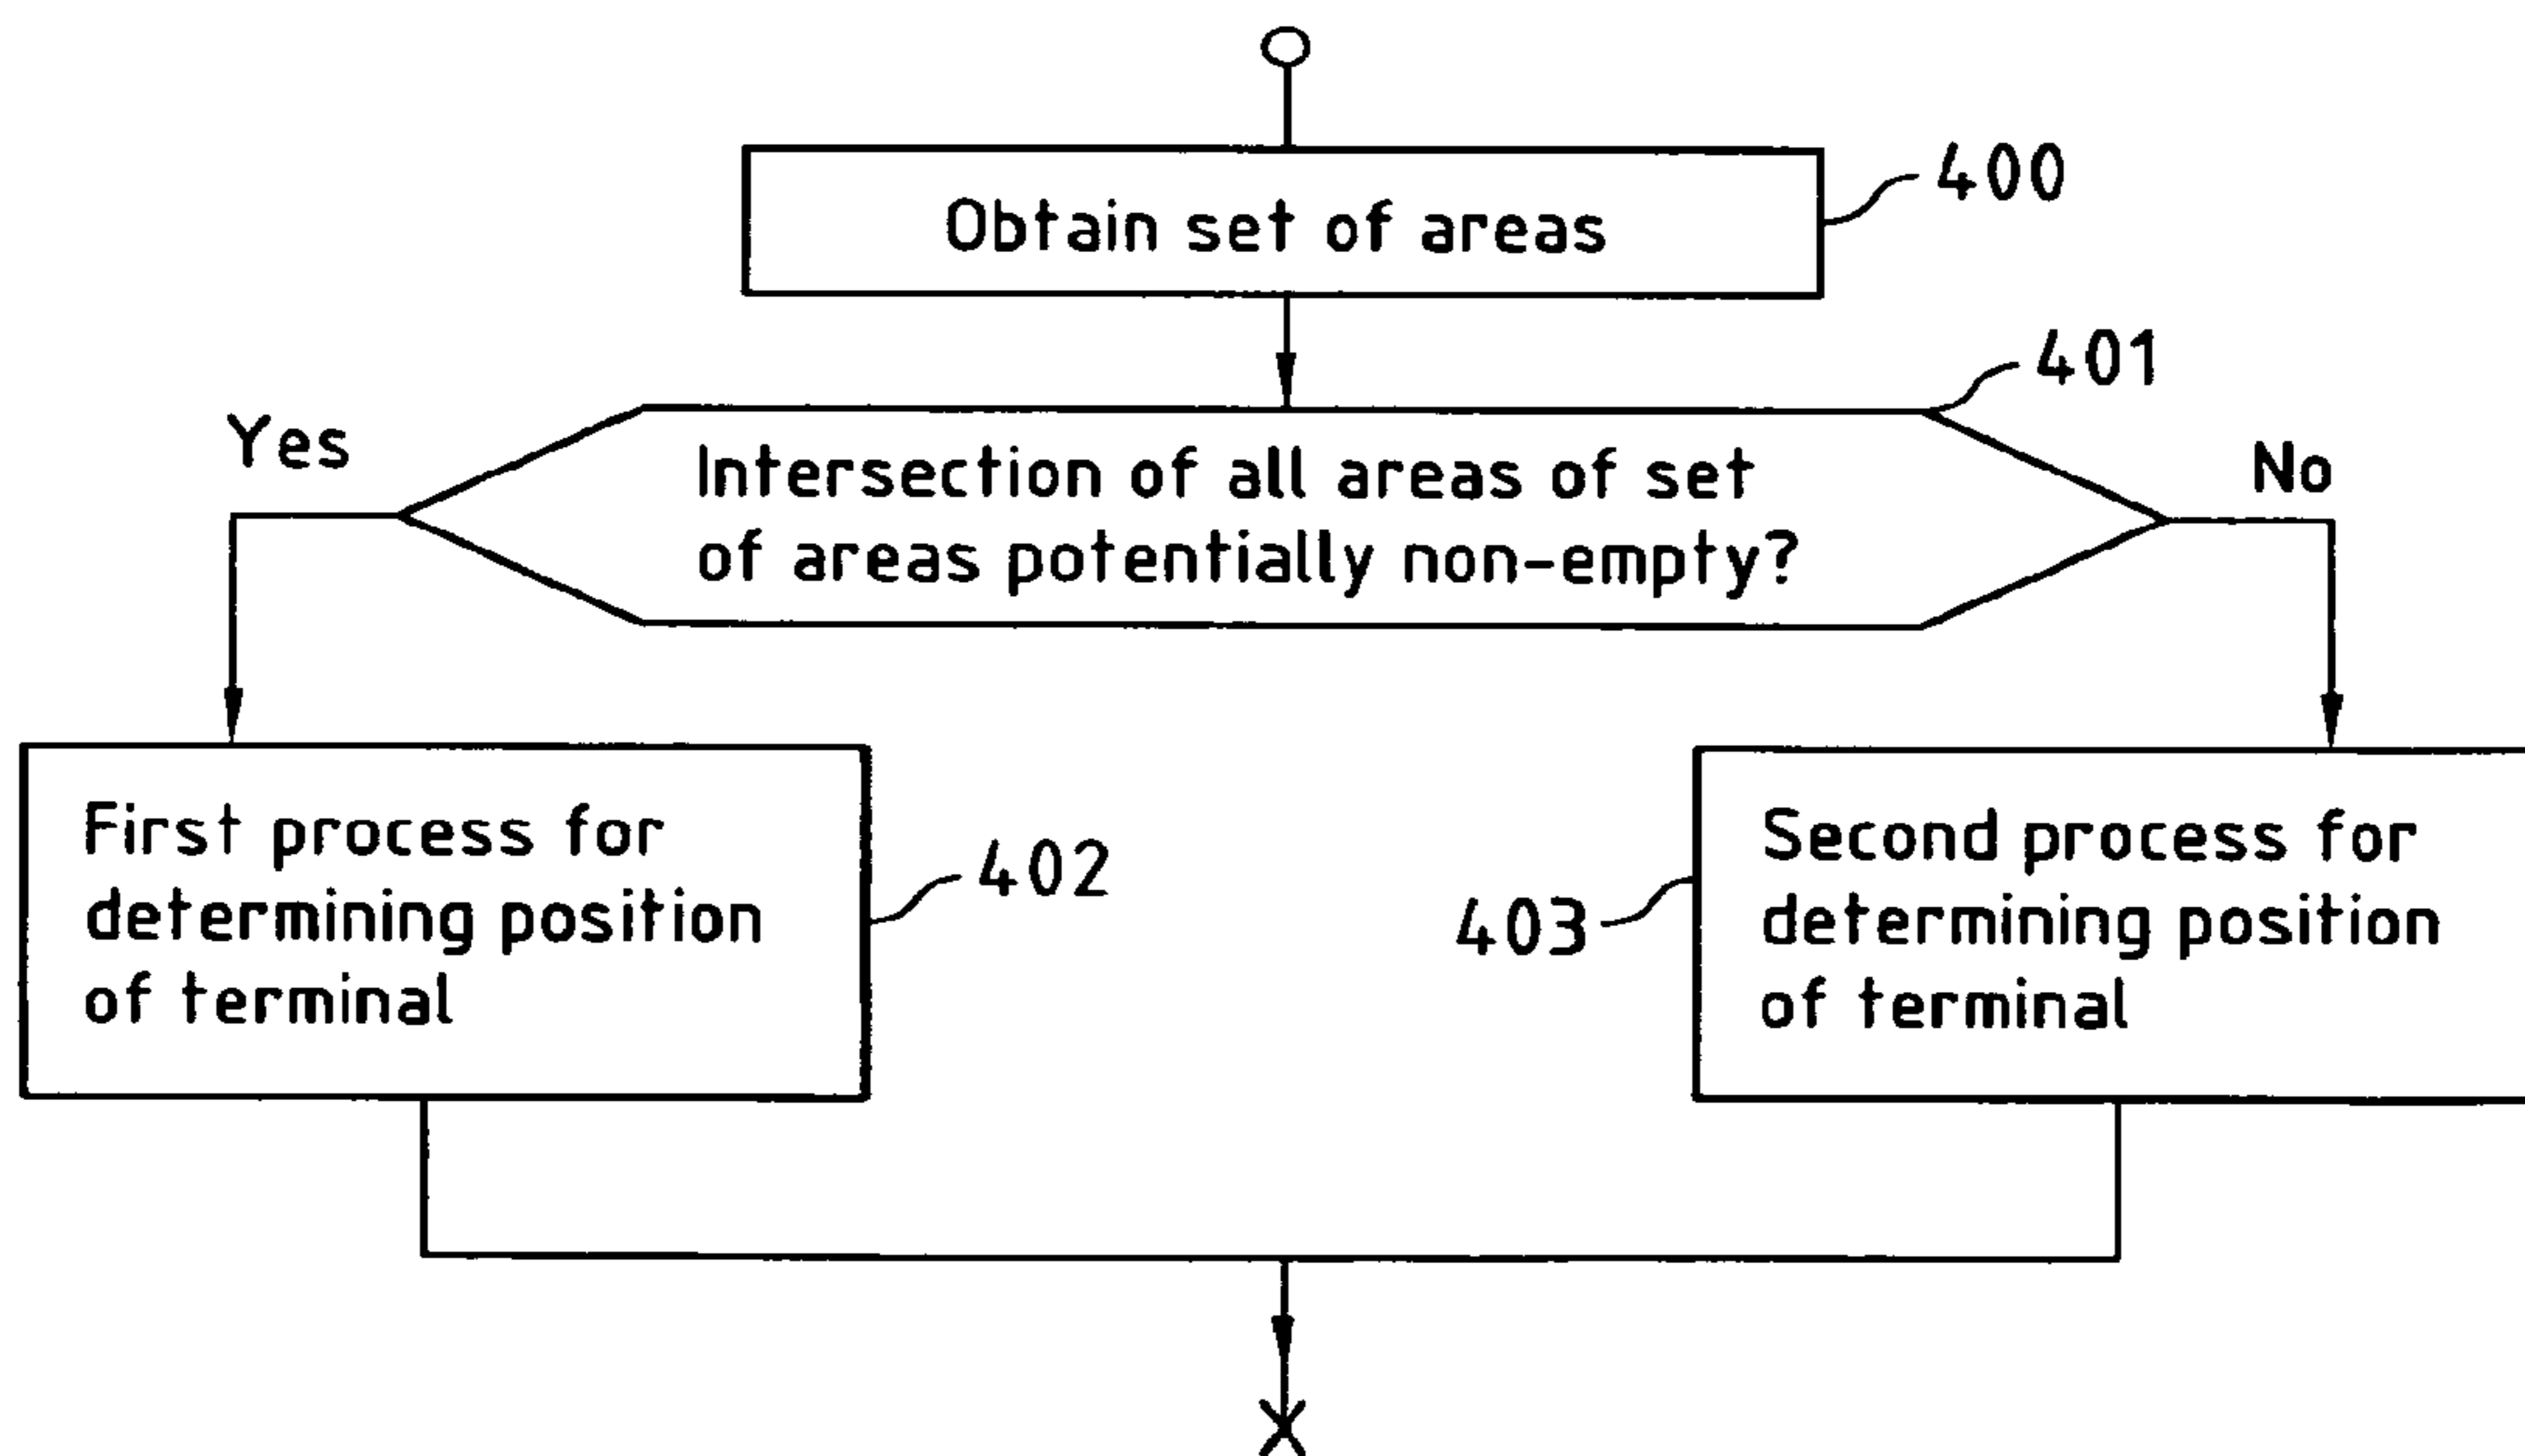 Obtain set of areas
400
401
Yes
Intersection of all areas of set
of areas potentially non-empty?
No
First process for
determining position
of terminal
402
403
Second process for
determining position
of terminal